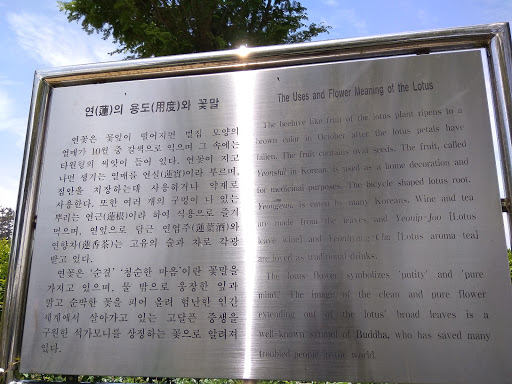 연(蓮)의 용도(用度)와 꽃말
연꽃은 꽃잎이 떨어지면 벌집 모양의
열매가 10월 중 갈색으로 익으며 그 속에는
타원형의 씨앗이 들어 있다. 연꽃이 지고
나면 생기는 열매를 연실(蓮實)이라 부르며,
집안을 치장하는데 사용하거나 약재로
사용한다. 또한 여러 개의 구멍이 나 있는
뿌리는 연근(蓮根)이라 하여 식용으로 즐겨
먹으며, 연잎으로 담근 연엽주(蓮葉酒)와
연향차(蓮香茶)는 고유의 술과 차로 각광
받고 있다.
연꽃은 '순결' '청순한 마음'이란 꽃말을
가지고 있으며, 물 밖으로 웅장한 잎과
맑고 순박한 꽃을 피어 올려 험난한 인간
세계에서 살아가고 있는 고달픈 중생을
구원한 석가모니를 상징하는 꽃으로 알려져
있다.
The Uses and Flower Meaning of the Lotus
The beehive like fruit of the lotus plant ripens to a
brown color in October after the lotus petals have
fallen. The fruit contains oval seeds. The fruit, called
Yeonsil in Korean, is used as a home decoration and
for medicinal purposes. The bicycle shaped lotus root,
Yeongeun, is eaten by many Koreans. Wine and tea
are made from the leaves, and Yeonip-Joo [Lotus
leave wine] and Yeonhyang Cha [Lotus aroma tea]
are loved as traditional drinks.
The lotus flower symbolizes 'putity' and 'pure
mind.' The image of the clean and pure flower
extending out of the lotus' broad leaves is a
well-known symbol of Buddha, who has saved many
troubled people in the world.